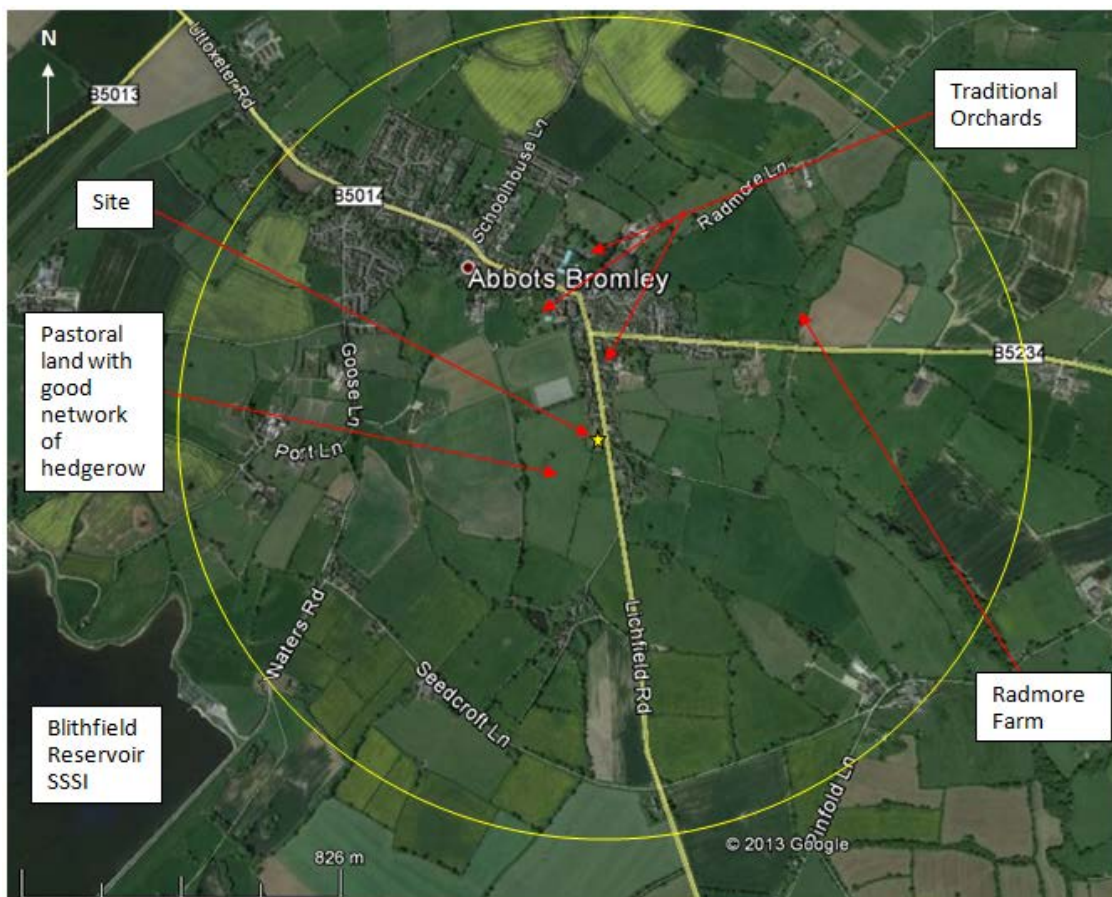 N
Uttoxeter Rd
B5013
Traditional
Orchards
Schoolhouse Ln
Radmore Ln
Site
B5014
Abbots Bromley
Pastoral
land with
good
network
of
hedgerow
Goose Ln
B5234
Port Ln
Lichfield Rd
Naters Rd
Seedcroft Ln
Radmore
Farm
Blithfield
Reservoir
SSSI
Pinfold Ln
© 2013 Google
826 m